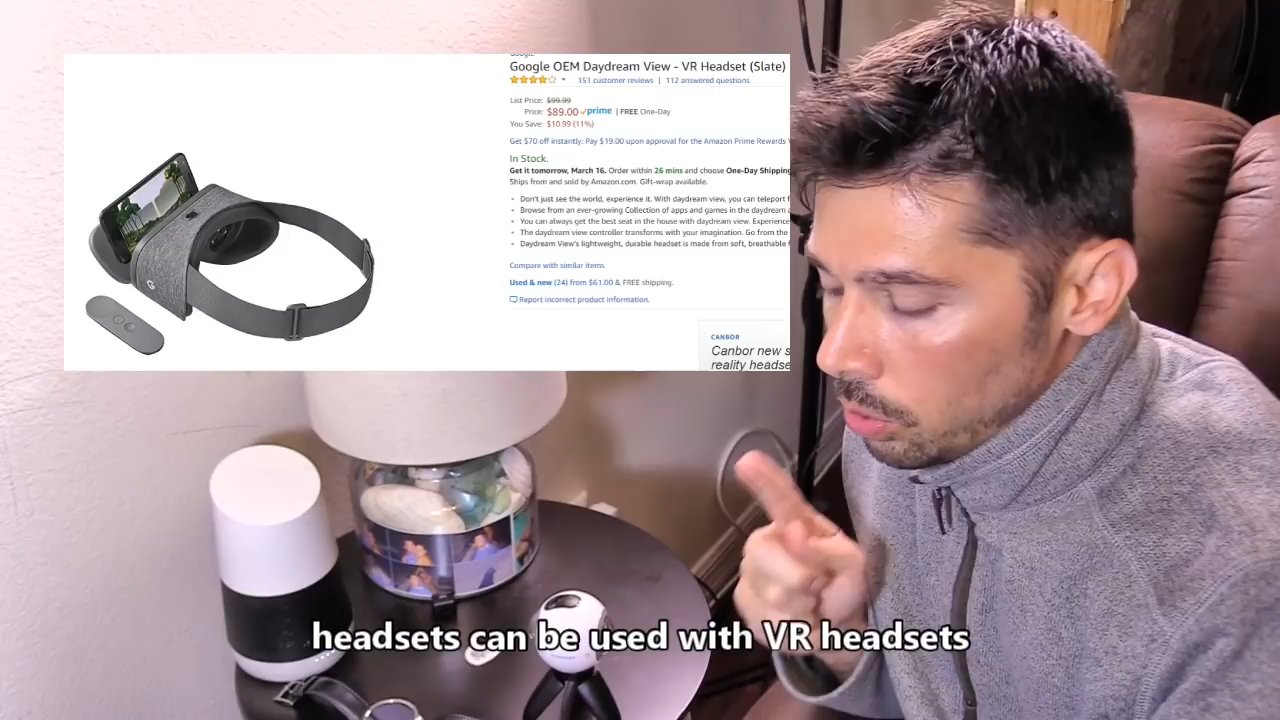 Google OEM Daydream View - VR Headset (Slate)
151 customer reviews | 112 answered questions
List Price: $99.99
Price: $89.00 prime | FREE One-Day
You Save: $10.99 (11%)
Get $70 off instantly: Pay $19.00 upon approval for the Amazon Prime Rewards
In Stock.
Get it tomorrow, March 16. Order within 26 mins and choose One-Day Shipping
Ships from and sold by Amazon.com. Gift-wrap available.
Don't just see the world, experience it. With daydream view, you can teleport
Browse from an ever-growing Collection of apps and games in the daydream
You can always get the best seat in the house with daydream view. Experience
The daydream view controller transforms with your imagination. Go from the
Daydream View's lightweight, durable headset is made from soft, breathable
Compare with similar items
Used & new (24) from $61.00 & FREE shipping.
Report incorrect product information.
CANBOR
Canbor new
reality
headsets can be used with VR headsets